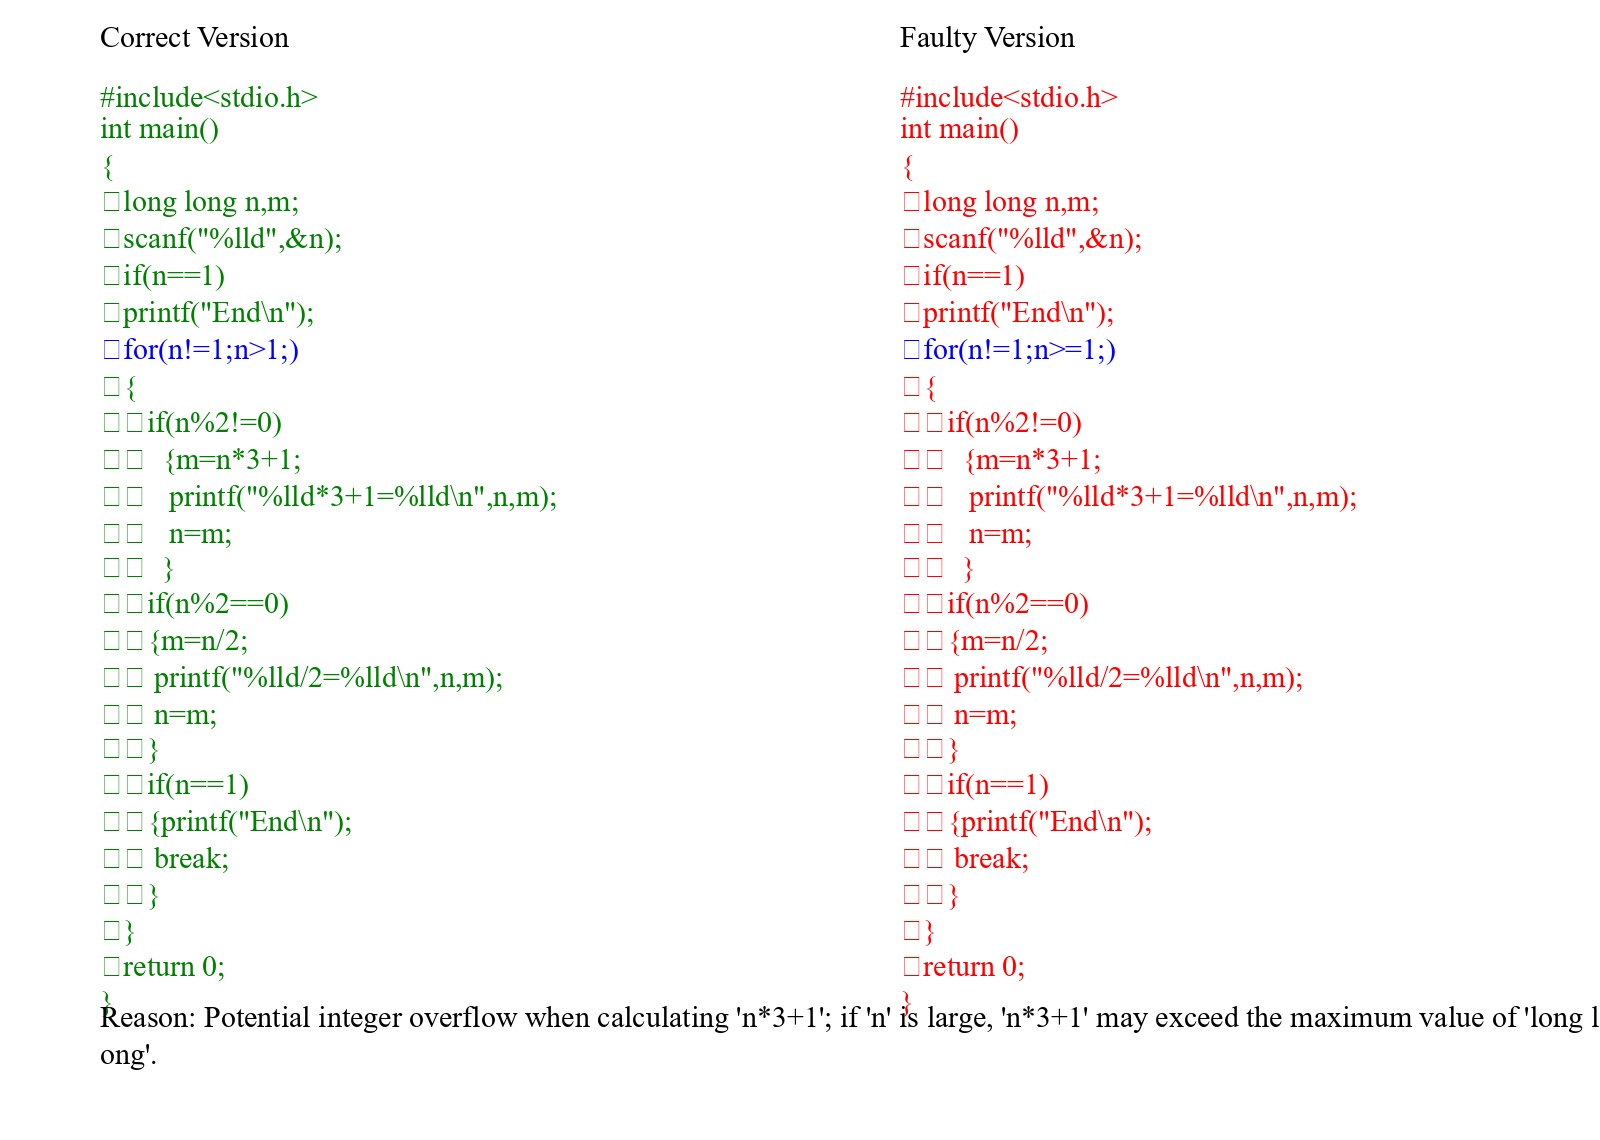 Correct Version
#include<stdio.h>
int main()
{
□long long n,m;
□scanf("%lld",&n);
□if(n==1)
□printf("End\n");
□for(n!=1;n>1;)
□{
□□if(n%2!=0)
□□  {m=n*3+1;
□□   printf("%lld*3+1=%lld\n",n,m);
□□   n=m;
□□  }
□□if(n%2==0)
□□{m=n/2;
□□ printf("%lld/2=%lld\n",n,m);
□□ n=m;
□□}
□□if(n==1)
□□{printf("End\n");
□□ break;
□□}
□}
□return 0;
}
Faulty Version
#include<stdio.h>
int main()
{
□long long n,m;
□scanf("%lld",&n);
□if(n==1)
□printf("End\n");
□for(n!=1;n>=1;)
□{
□□if(n%2!=0)
□□  {m=n*3+1;
□□   printf("%lld*3+1=%lld\n",n,m);
□□   n=m;
□□  }
□□if(n%2==0)
□□{m=n/2;
□□ printf("%lld/2=%lld\n",n,m);
□□ n=m;
□□}
□□if(n==1)
□□{printf("End\n");
□□ break;
□□}
□}
□return 0;
}
Reason: Potential integer overflow when calculating 'n*3+1'; if 'n' is large, 'n*3+1' may exceed the maximum value of 'long l
ong'.